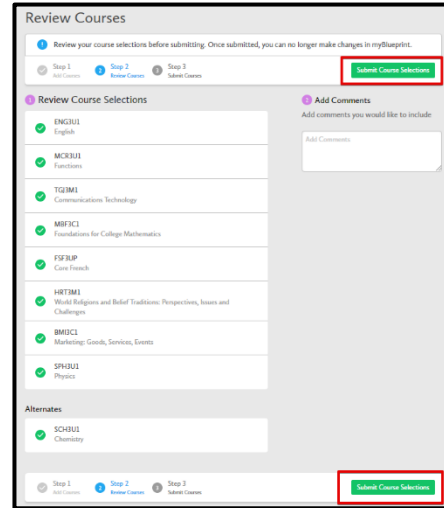 Review Courses
Review your course selections before submitting. Once submitted, you can no longer make changes in myBlueprint.
Step 1
Add Courses
2
Step 2
Review Courses
3
Step 3
Submit Courses
Submit Course Selections
Review Course Selections
ENG3U1
English
MCR3U1
Functions
TGJ3M1
Communications Technology
MBF3C1
Foundations for College Mathematics
FSF3UP
Core French
HRT3M1
World Religions and Belief Traditions: Perspectives, Issues and
Challenges
BMI3C1
Marketing: Goods, Services, Events
SPH3U1
Physics
Alternates
SCH3U1
Chemistry
Add Comments
Add comments you would like to include
Add Comments
Step 1
Add Courses
2
Step 2
Review Courses
3
Step 3
Submit Courses
Submit Course Selections